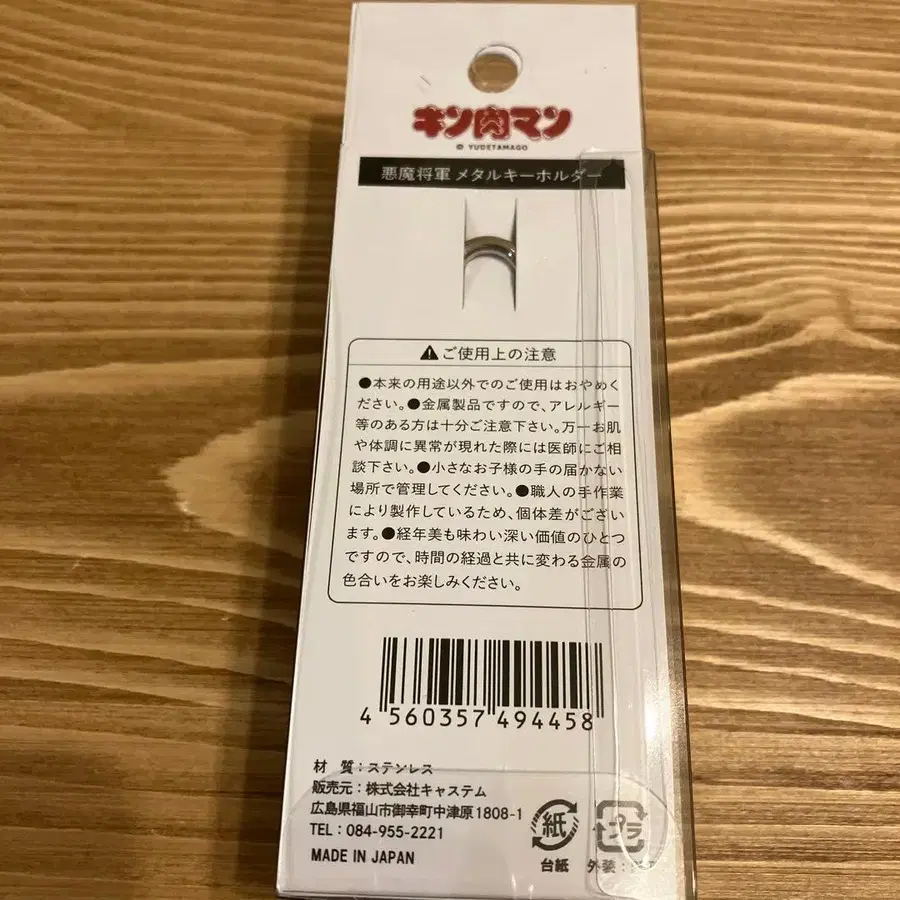 キン肉マン
© YUDETAMAGO
悪魔将軍 メタルキーホルダー
ご使用上の注意
●本来の用途以外でのご使用はおやめく
ださい。●金属製品ですので、アレルギー
等のある方は十分ご注意下さい。万一お肌
や体調に異常が現れた際には医師にご相
談下さい。●小さなお子様の手の届かない
場所で管理してください。●職人の手作業
により製作しているため、個体差がござい
ます。●経年美も味わい深い価値のひとつ
ですので、時間の経過と共に変わる金属の
色合いをお楽しみください。
4 560357 494458
材 質:ステンレス
販売元:株式会社キャステム
広島県福山市御幸町中津原1808-1
TEL:084-955-2221
MADE IN JAPAN
紙
台紙
プラ
外装: